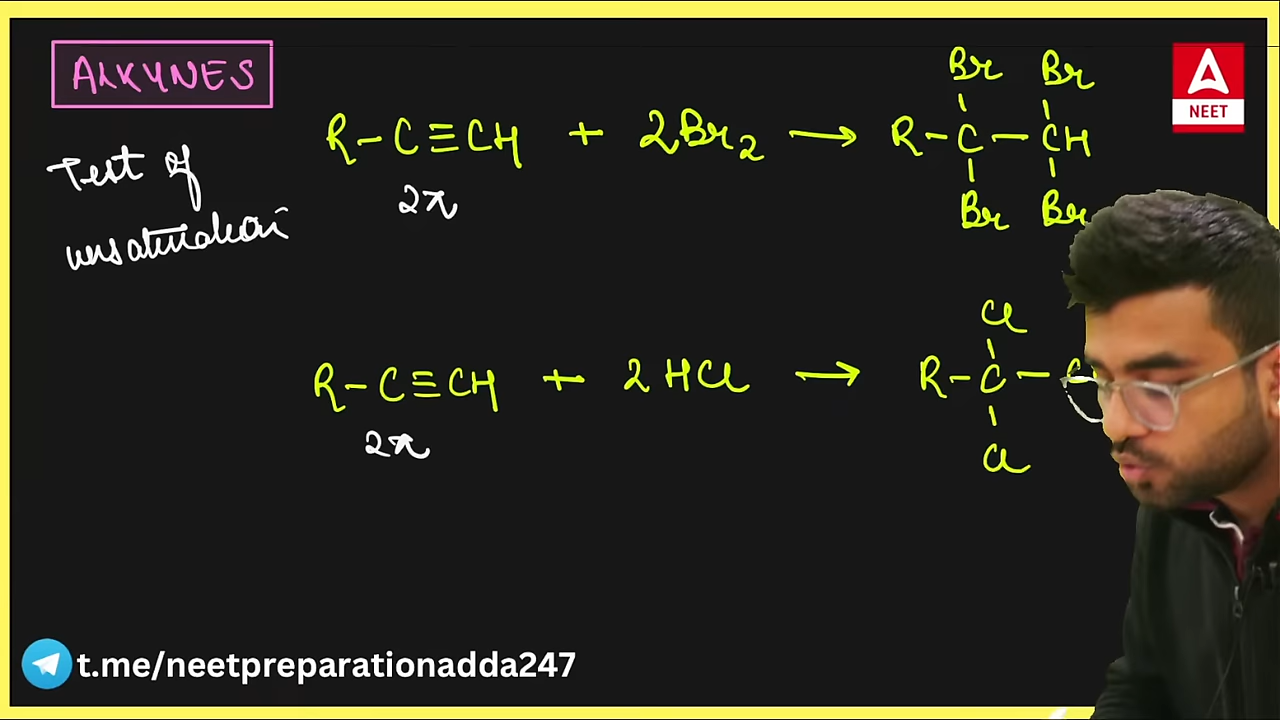 ALKYNES
Test of
unsaturation
R-C≡CH + 2Br2 → R-C-CH
Br Br
Br Br
2π
R-C≡CH + 2HCl → R-C-
Cl
Cl
2π
NEET
t.me/neetpreparationadda247